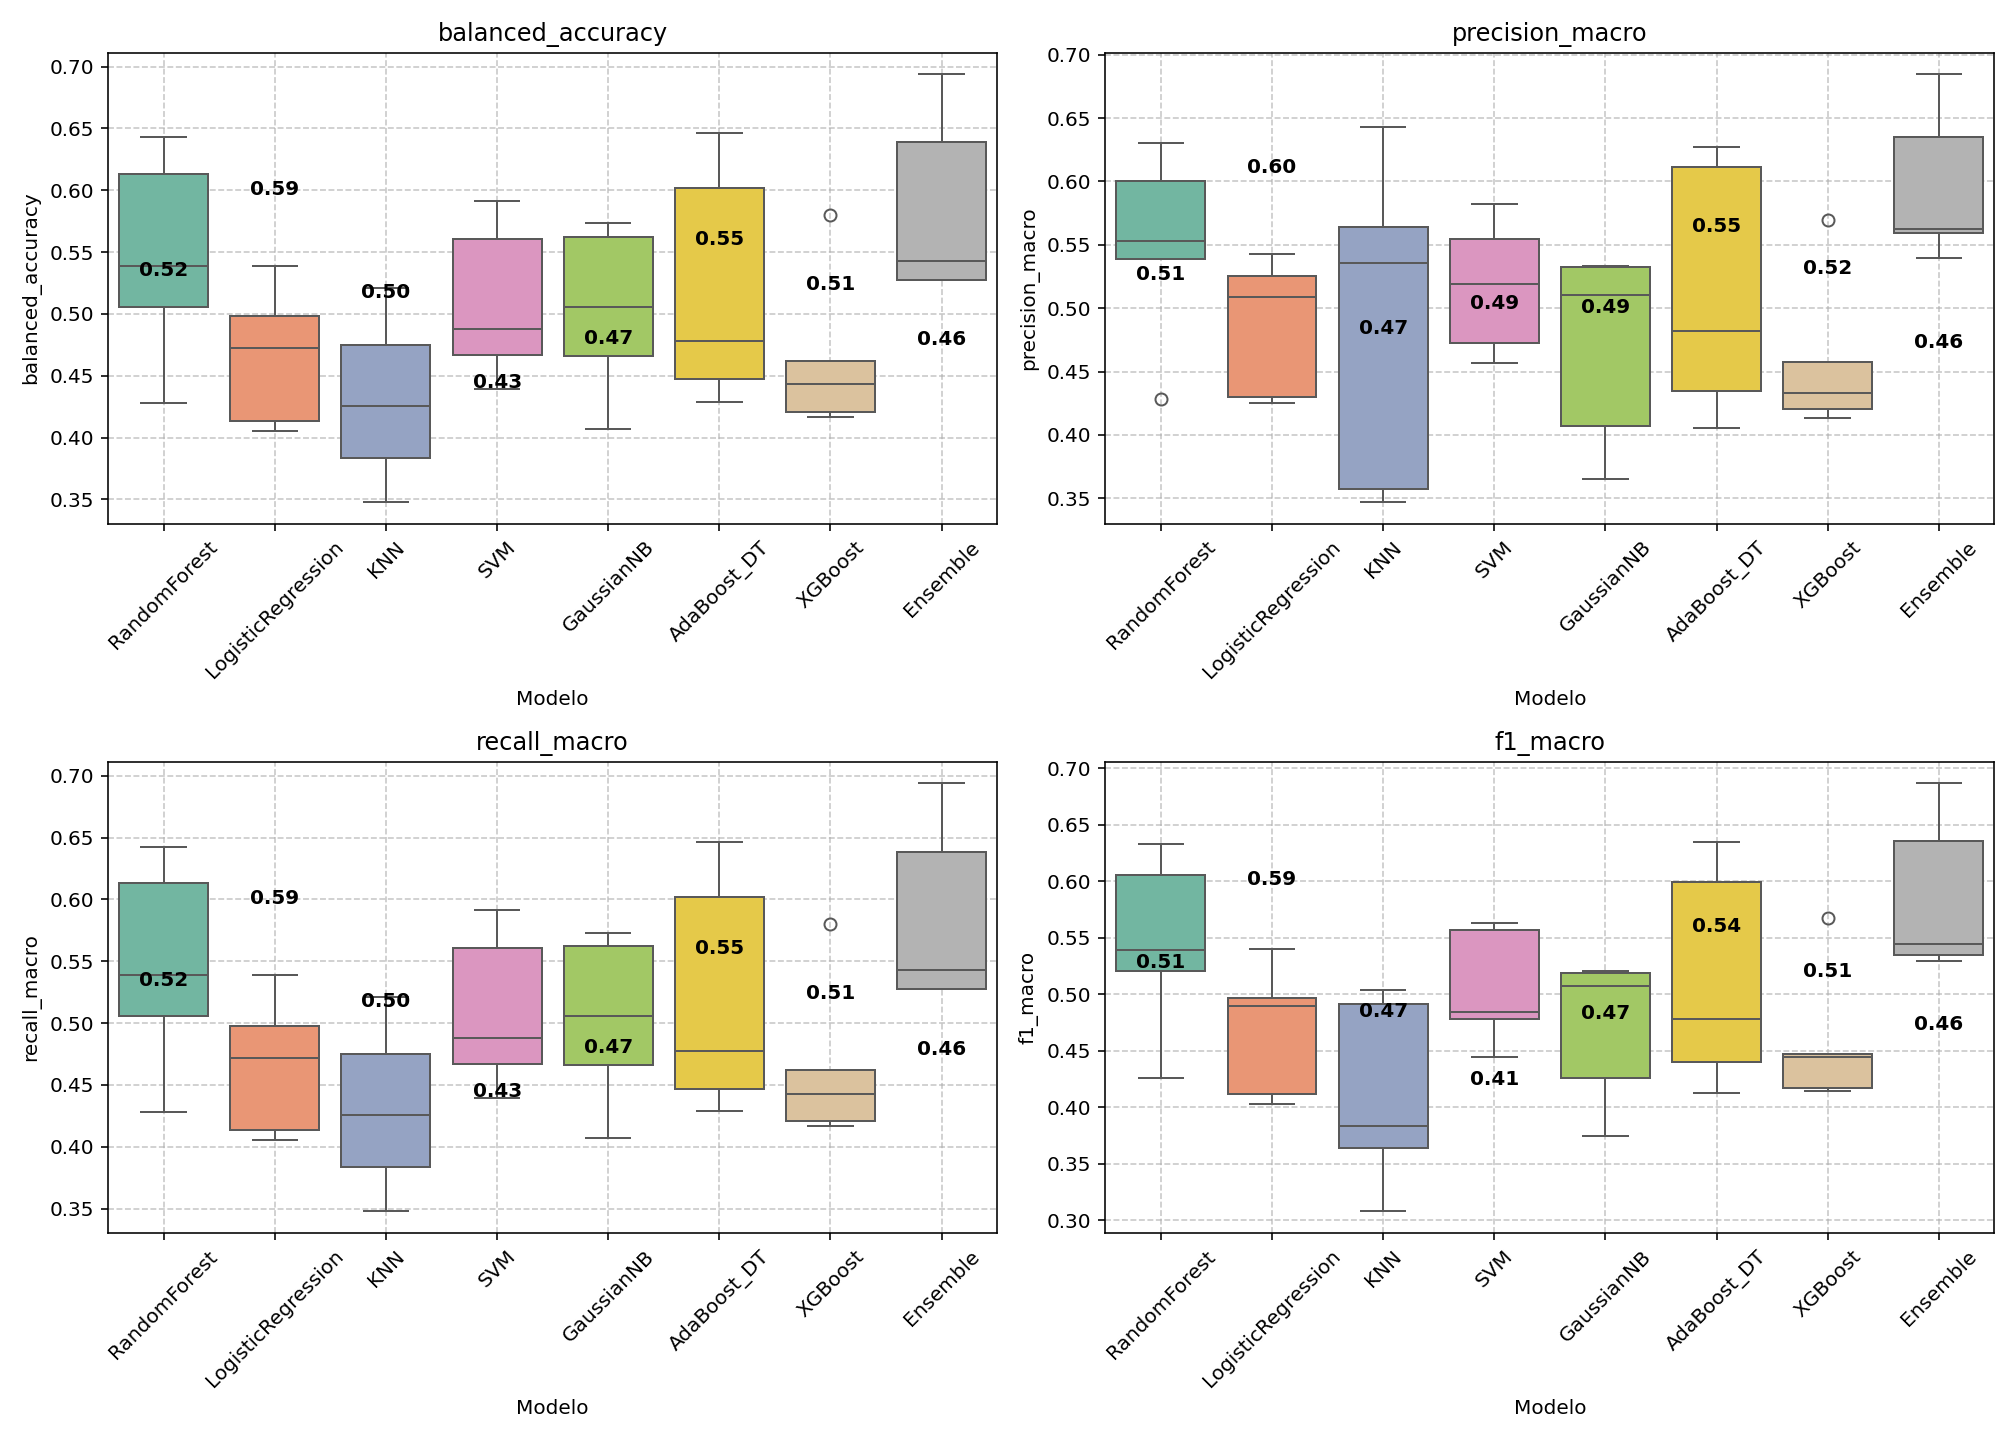 balanced_accuracy
balanced_accuracy
0.70
0.65
0.60
0.55
0.50
0.45
0.40
0.35
0.52
0.59
0.50
0.43
0.47
0.55
0.51
0.46
RandomForest
LogisticRegression
KNN
SVM
GaussianNB
AdaBoost_DT
XGBoost
Ensemble
Modelo
precision_macro
precision_macro
0.70
0.65
0.60
0.55
0.50
0.45
0.40
0.35
0.51
0.60
0.47
0.49
0.49
0.55
0.52
0.46
RandomForest
LogisticRegression
KNN
SVM
GaussianNB
AdaBoost_DT
XGBoost
Ensemble
Modelo
recall_macro
recall_macro
0.70
0.65
0.60
0.55
0.50
0.45
0.40
0.35
0.52
0.59
0.50
0.43
0.47
0.55
0.51
0.46
RandomForest
LogisticRegression
KNN
SVM
GaussianNB
AdaBoost_DT
XGBoost
Ensemble
Modelo
f1_macro
f1_macro
0.70
0.65
0.60
0.55
0.50
0.45
0.40
0.35
0.30
0.51
0.59
0.47
0.41
0.47
0.54
0.51
0.46
RandomForest
LogisticRegression
KNN
SVM
GaussianNB
AdaBoost_DT
XGBoost
Ensemble
Modelo